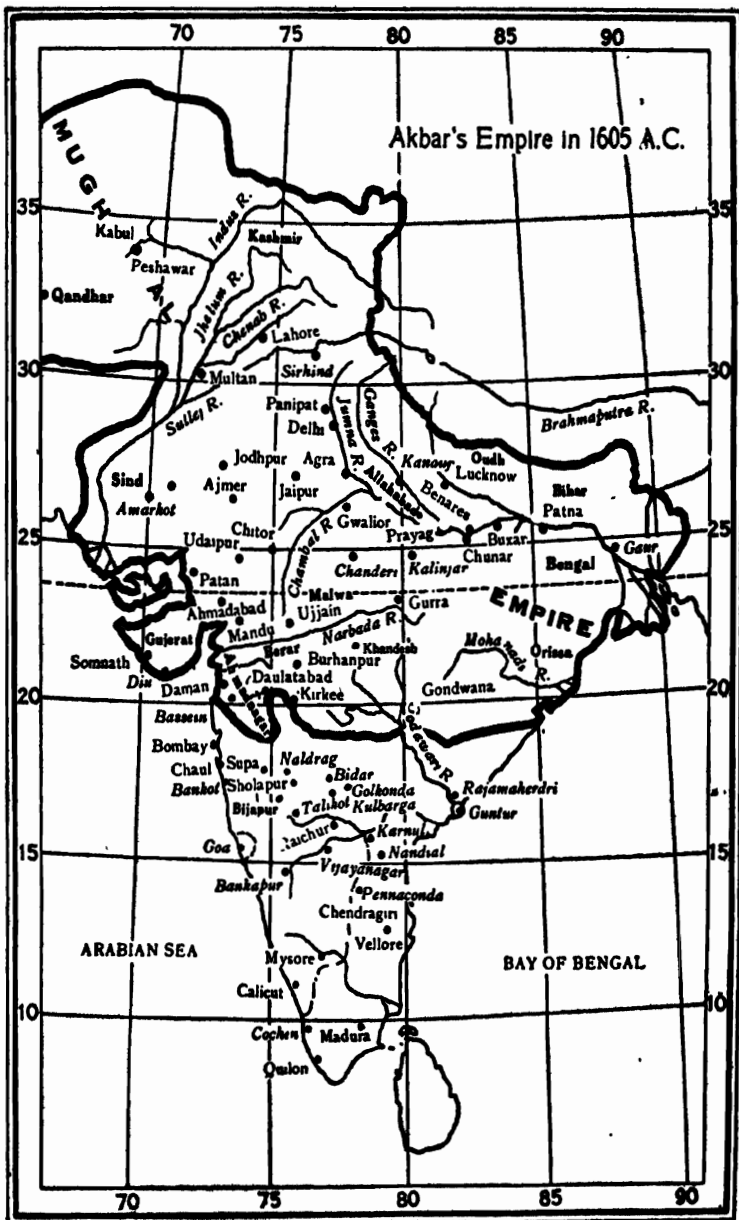 70 75 80 85 90
Akbar's Empire in 1605 A.C.
MUGHAL
35 35
Indus R.
Kashmir
Kabul
Peshawar
Qandhar
Jhelum R.
Chenab R.
Lahore
30 30
Multan
Sirhind
Sutlej R.
Panipat
Delhi
Jumna R.
Ganges R.
Brahmaputra R.
Jodhpur
Agra
Kanouj
Oudh
Lucknow
Sind
Ajmer
Jaipur
Allahabad
Benares
Bihar
Patna
Amarkot
Gwalior
25 25
Udaipur
Chitor
Chambal R.
Prayag
Buxar
Chunar
Gaur
Patan
Chanderi
Kalinjar
Bengal
Malwa
Ahmadabad
Ujjain
Gurra
EMPIRE
Gujerat
Mandu
Narbada R.
Berar
Khandesh
Mohanadi R.
Orissa
Somnath
Burhanpur
Diu
Daman
Ahmadnagar
Daulatabad
Gondwana
20 20
Kirkee
Bassein
Godawari R.
Bombay
Chaul
Supa
Naldrag
Bidar
Bankot
Sholapur
Golkonda
Rajamaherdri
Bijapur
Talikot
Kulbarga
Guntur
Raichur
Karnul
Goa
Nandial
15 15
Vijayanagar
Bankapur
Pennaconda
Chendragiri
Vellore
ARABIAN SEA
BAY OF BENGAL
Mysore
Calicut
10 10
Cochen
Madura
Quilon
70 75 80 85 90